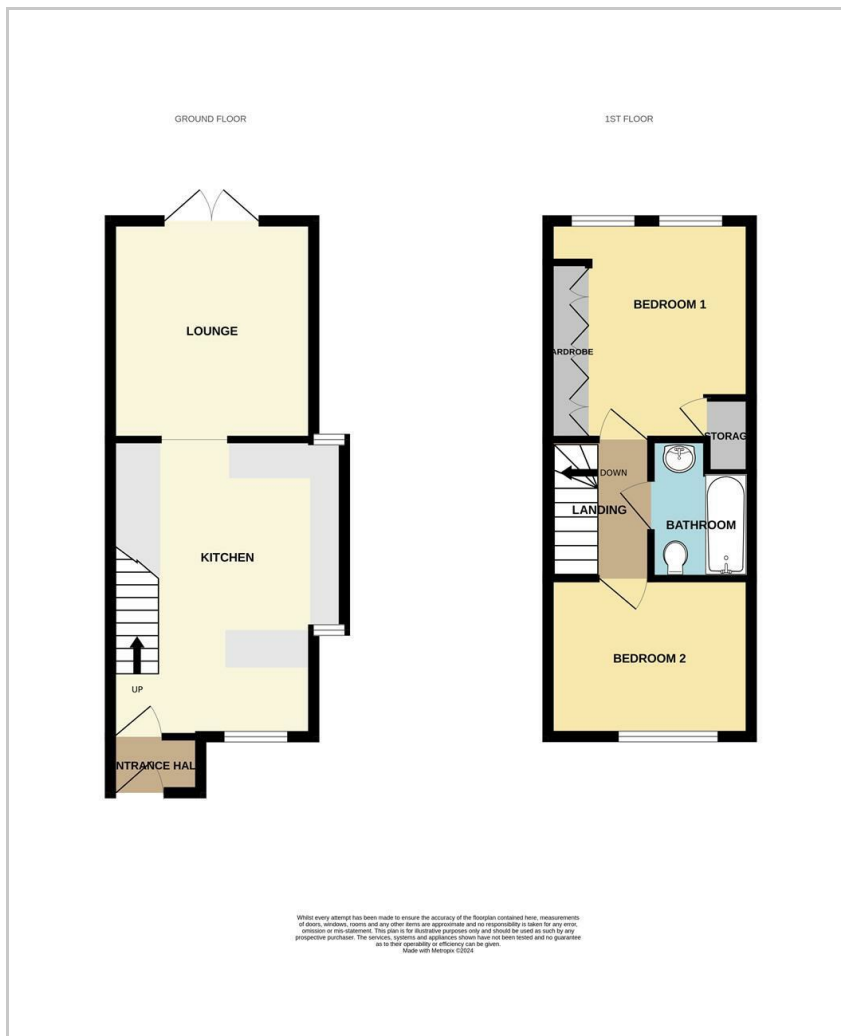 GROUND FLOOR
1ST FLOOR
LOUNGE
KITCHEN
UP
NTRANCE HAL
BEDROOM 1
ARDROBE
STORAG
DOWN
LANDING
BATHROOM
BEDROOM 2
Whilst every attempt has been made to ensure the accuracy of the floorplan contained here, measurements
of doors, windows, rooms and any other items are approximate and no responsibility is taken for any error,
omission or mis-statement. This plan is for illustrative purposes only and should be used as such by any
prospective purchaser. The services, systems and appliances shown have not been tested and no guarantee
as to their operability or efficiency can be given.
Made with Metropix ©2024